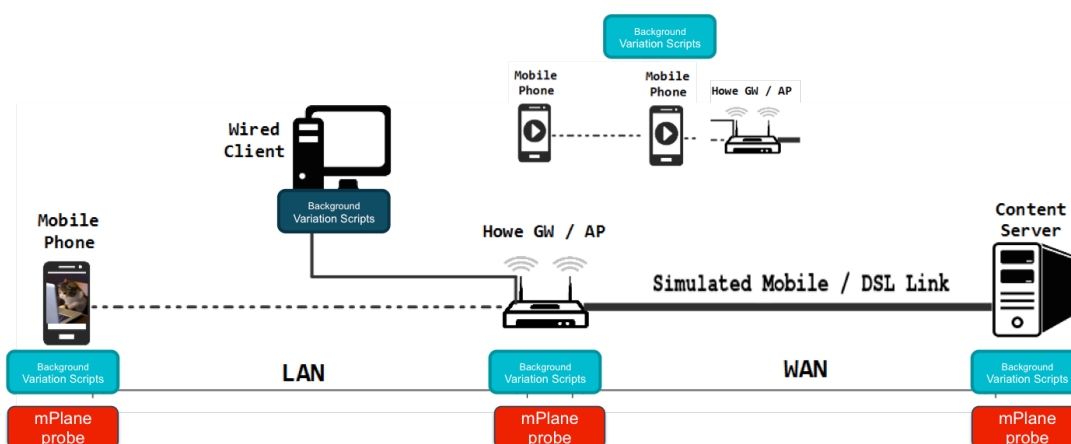 Background
Variation Scripts
Mobile
Phone
Mobile
Phone
Howe GW / AP
Wired
Client
Background
Variation Scripts
Mobile
Phone
Howe GW / AP
Content
Server
Simulated Mobile / DSL Link
Background
Variation Scripts
LAN
Background
Variation Scripts
WAN
Background
Variation Scripts
mPlane
probe
mPlane
probe
mPlane
probe